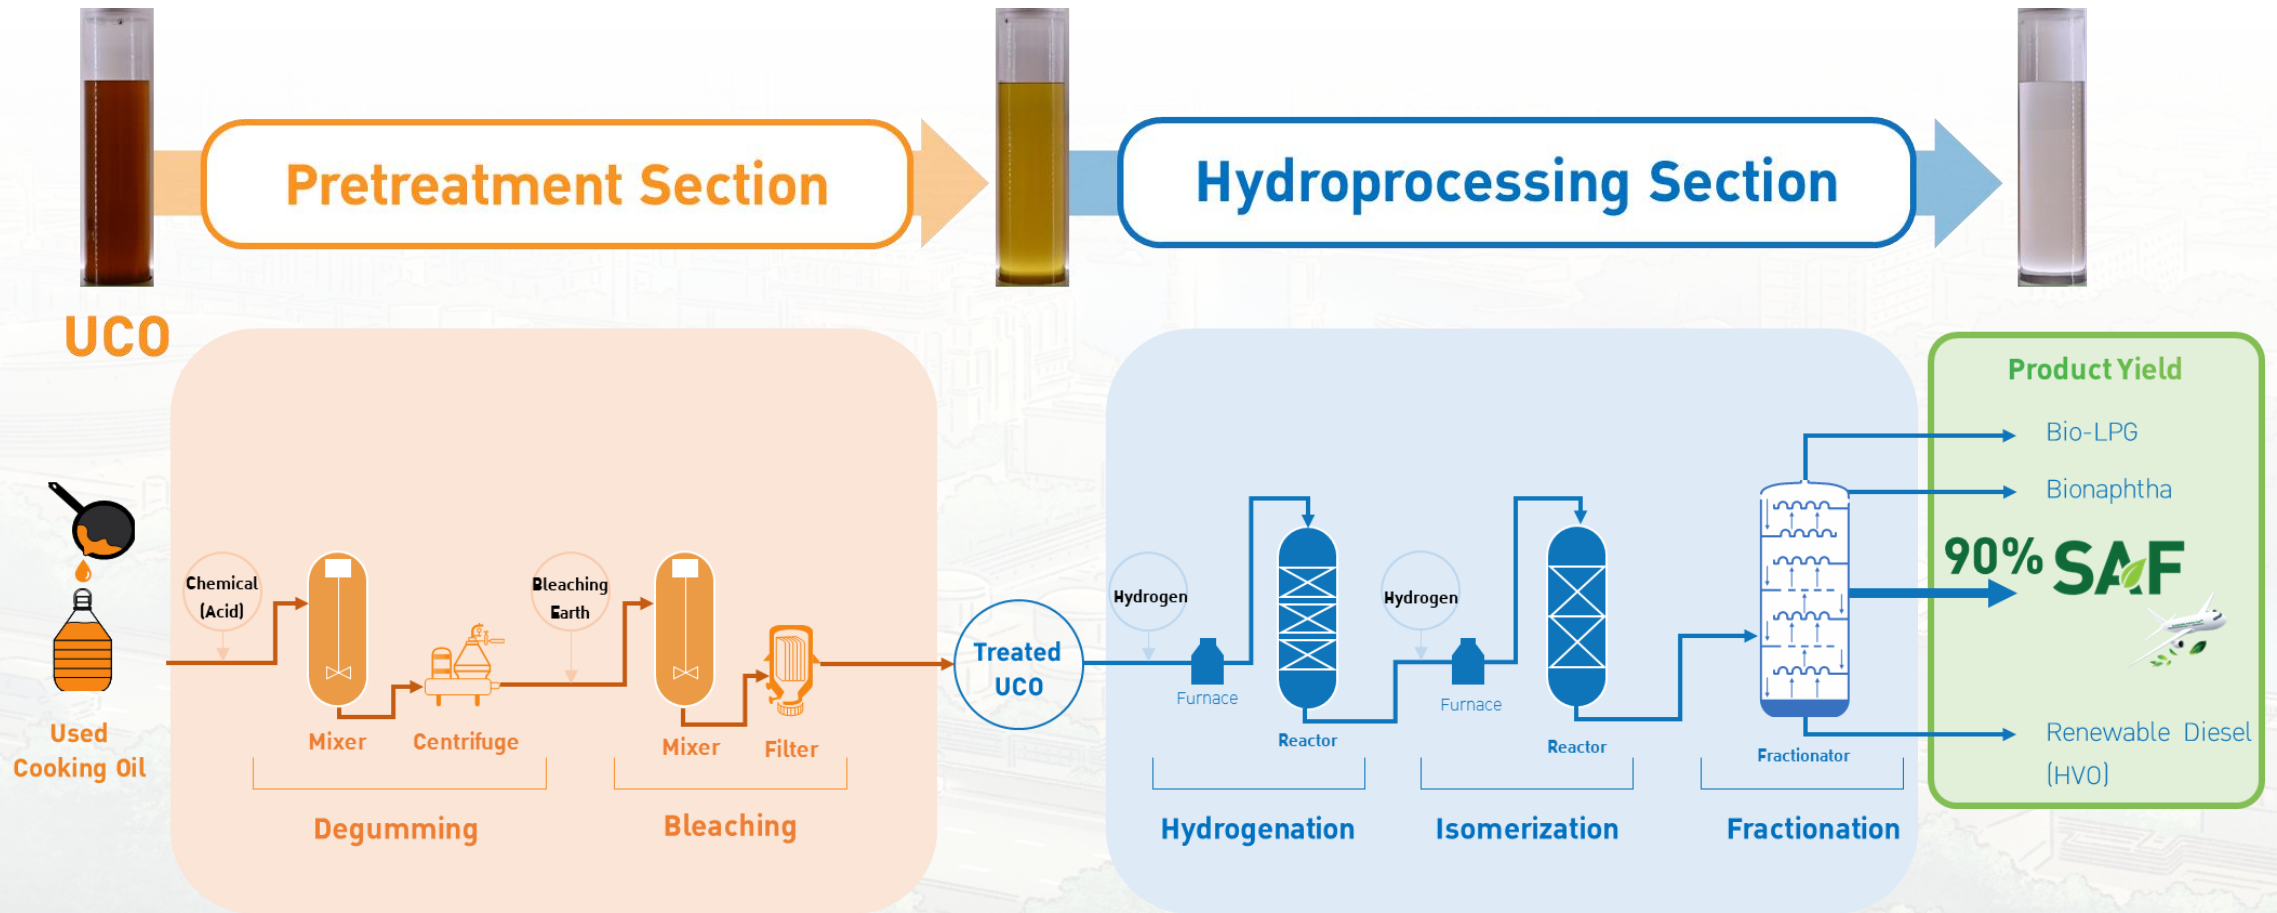 Pretreatment Section
Hydroprocessing Section
UCO
Used
Cooking Oil
Chemical
(Acid)
Mixer
Centrifuge
Degumming
Bleaching
Earth
Mixer
Filter
Bleaching
Treated
UCO
Hydrogen
Furnace
Reactor
Hydrogenation
Hydrogen
Furnace
Reactor
Isomerization
Fractionator
Fractionation
Product Yield
Bio-LPG
Bionaphtha
90% SAF
Renewable Diesel
(HVO)